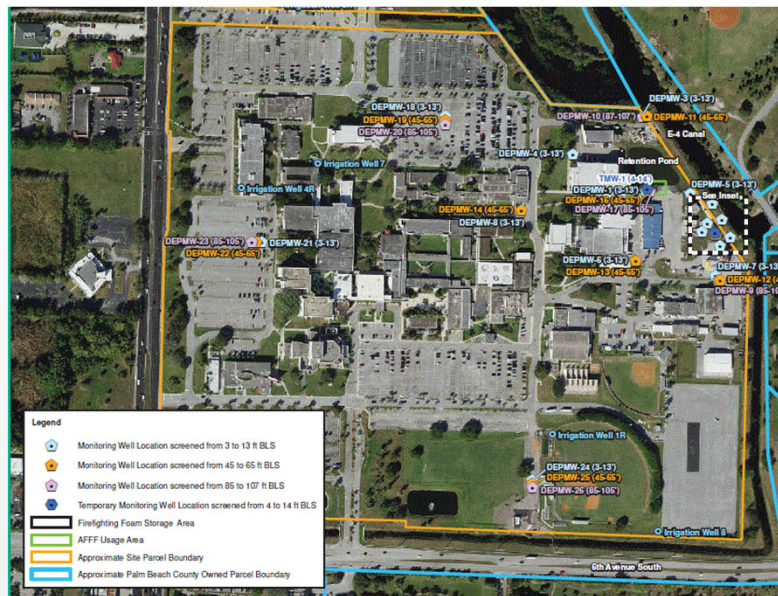 DEPMW-18 (3-13')
DEPMW-19 (45-65')
DEPMW-20 (85-105')
DEPMW-3 (3-13')
DEPMW-10 (87-107')
DEPMW-11 (45-65')
E-4 Canal
DEPMW-4 (3-13')
Retention Pond
Irrigation Well 7
Irrigation Well 4R
TMW-1 (4-14')
DEPMW-1 (3-13')
DEPMW-16 (45-65')
DEPMW-17 (85-105')
DEPMW-5 (3-13')
See Inset
DEPMW-14 (45-65')
DEPMW-8 (3-13')
DEPMW-23 (85-105')
DEPMW-21 (3-13')
DEPMW-22 (45-65')
DEPMW-6 (3-13')
DEPMW-13 (45-65')
DEPMW-7 (3-13
DEPMW-12 (4
DEPMW-9 (85-10
Irrigation Well 1R
DEPMW-24 (3-13')
DEPMW-25 (45-65')
DEPMW-26 (85-105')
Irrigation Well 8
6th Avenue South
Legend
Monitoring Well Location screened from 3 to 13 ft BLS
Monitoring Well Location screened from 45 to 65 ft BLS
Monitoring Well Location screened from 85 to 107 ft BLS
Temporary Monitoring Well Location screened from 4 to 14 ft BLS
Firefighting Foam Storage Area
AFFF Usage Area
Approximate Site Parcel Boundary
Approximate Palm Beach County Owned Parcel Boundary